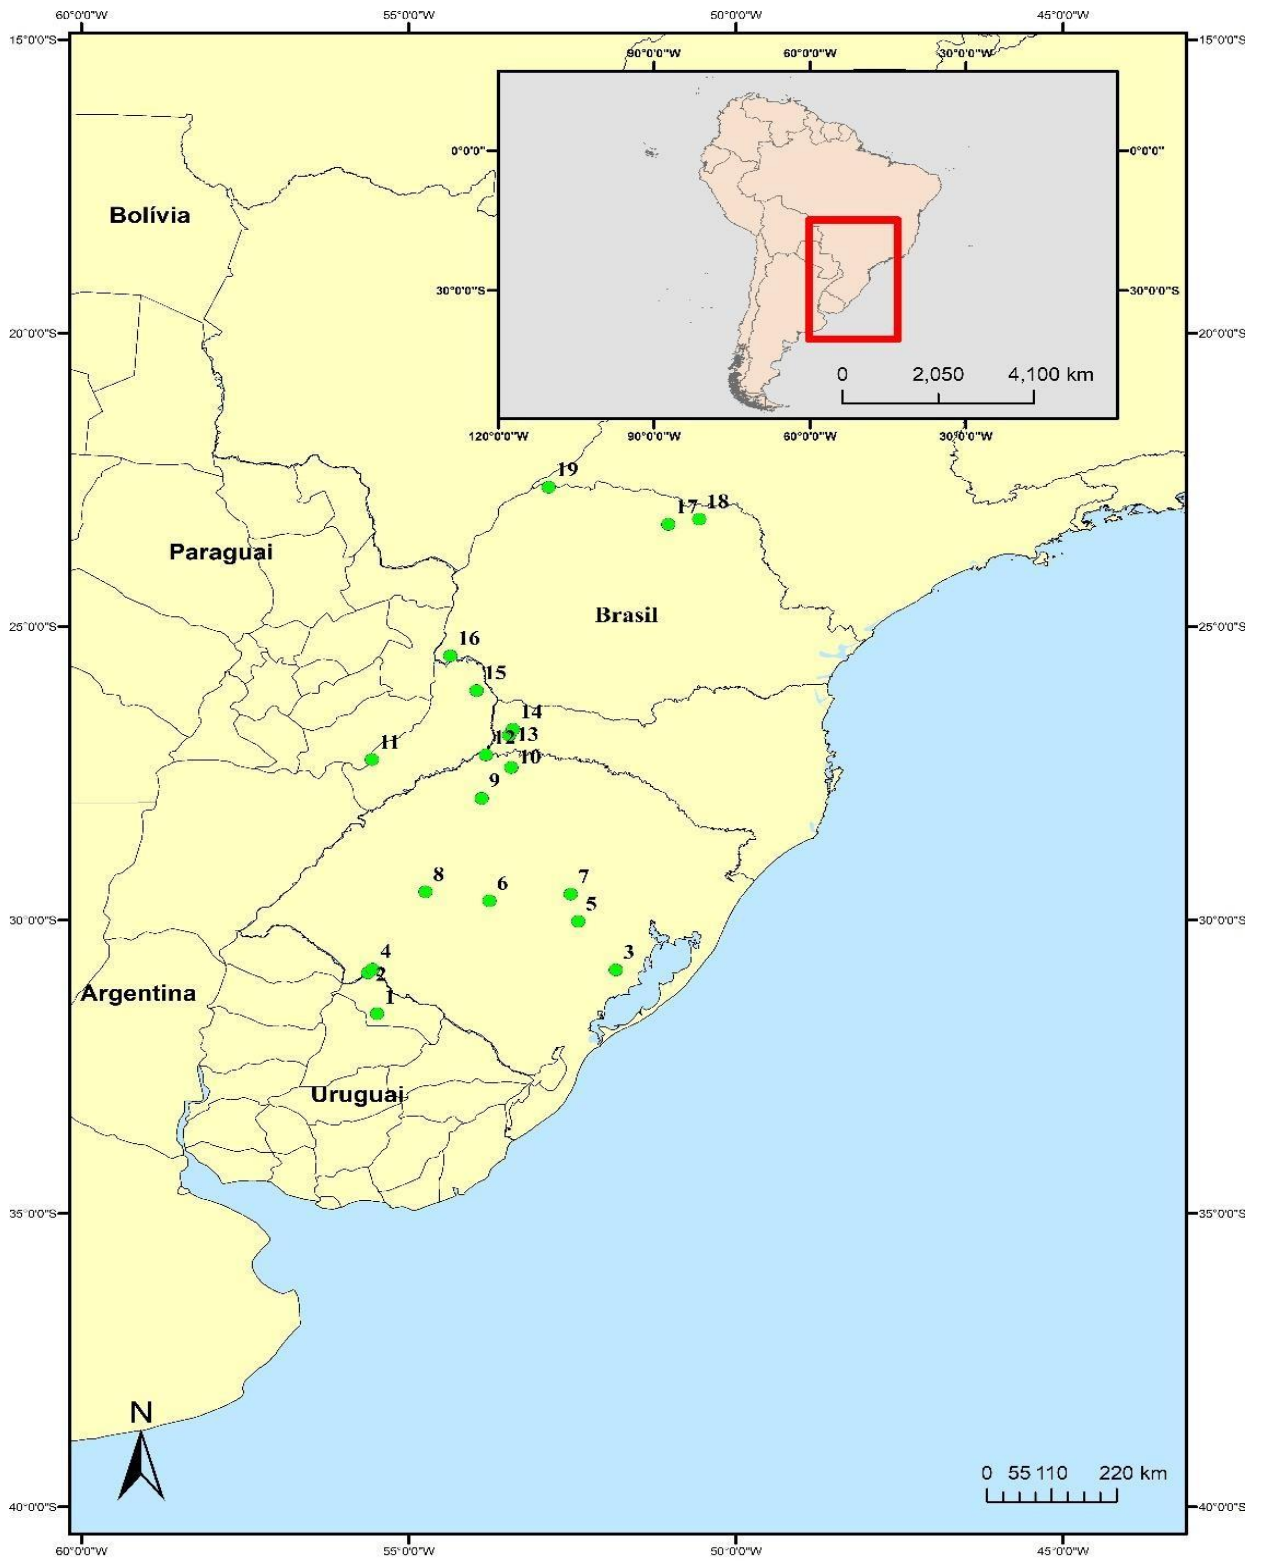 60°0'0"W 55°0'0"W 50°0'0"W 45°0'0"W
15°0'0"S 15°0'0"S
90°0'0"W 60°0'0"W 30°0'0"W
0°0'0" 0°0'0"
Bolívia
30°0'0"S 30°0'0"S
20°0'0"S 20°0'0"S
0 2,050 4,100 km
120°0'0"W 90°0'0"W 60°0'0"W 30°0'0"W
19
17 18
Paraguai
Brasil
25°0'0"S 25°0'0"S
16
15
14
12 13
11
10
9
8
7
6
5
30°0'0"S 30°0'0"S
4
3
2
Argentina
1
Uruguai
35°0'0"S 35°0'0"S
N
0 55 110 220 km
40°0'0"S 40°0'0"S
60°0'0"W 55°0'0"W 50°0'0"W 45°0'0"W